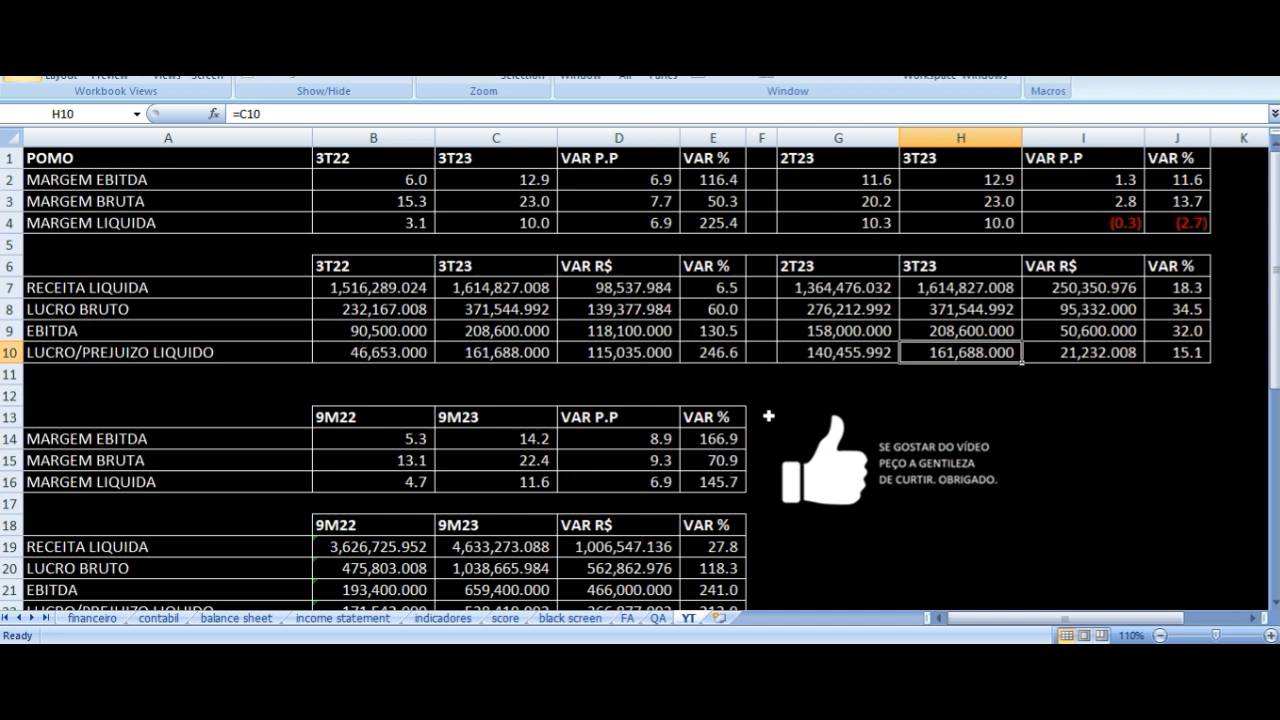 Layout Preview Views Screen Selection Window All Panes Workspace Windows
Workbook Views Show/Hide Zoom Window Macros
H10 fx =C10
A B C D E F G H I J K
1 POMO 3T22 3T23 VAR P.P VAR % 2T23 3T23 VAR P.P VAR %
2 MARGEM EBITDA 6.0 12.9 6.9 116.4 11.6 12.9 1.3 11.6
3 MARGEM BRUTA 15.3 23.0 7.7 50.3 20.2 23.0 2.8 13.7
4 MARGEM LIQUIDA 3.1 10.0 6.9 225.4 10.3 10.0 (0.3) (2.7)
5
6 3T22 3T23 VAR R$ VAR % 2T23 3T23 VAR R$ VAR %
7 RECEITA LIQUIDA 1,516,289.024 1,614,827.008 98,537.984 6.5 1,364,476.032 1,614,827.008 250,350.976 18.3
8 LUCRO BRUTO 232,167.008 371,544.992 139,377.984 60.0 276,212.992 371,544.992 95,332.000 34.5
9 EBITDA 90,500.000 208,600.000 118,100.000 130.5 158,000.000 208,600.000 50,600.000 32.0
10 LUCRO/PREJUIZO LIQUIDO 46,653.000 161,688.000 115,035.000 246.6 140,455.992 161,688.000 21,232.008 15.1
11
12
13 9M22 9M23 VAR P.P VAR %
14 MARGEM EBITDA 5.3 14.2 8.9 166.9
15 MARGEM BRUTA 13.1 22.4 9.3 70.9
16 MARGEM LIQUIDA 4.7 11.6 6.9 145.7
SE GOSTAR DO VÍDEO
PEÇO A GENTILEZA
DE CURTIR. OBRIGADO.
17
18 9M22 9M23 VAR R$ VAR %
19 RECEITA LIQUIDA 3,626,725.952 4,633,273.088 1,006,547.136 27.8
20 LUCRO BRUTO 475,803.008 1,038,665.984 562,862.976 118.3
21 EBITDA 193,400.000 659,400.000 466,000.000 241.0
LUCRO/PREJUIZO LIQUIDO
financeiro contabil balance sheet income statement indicadores score black screen FA QA YT
Ready 110%